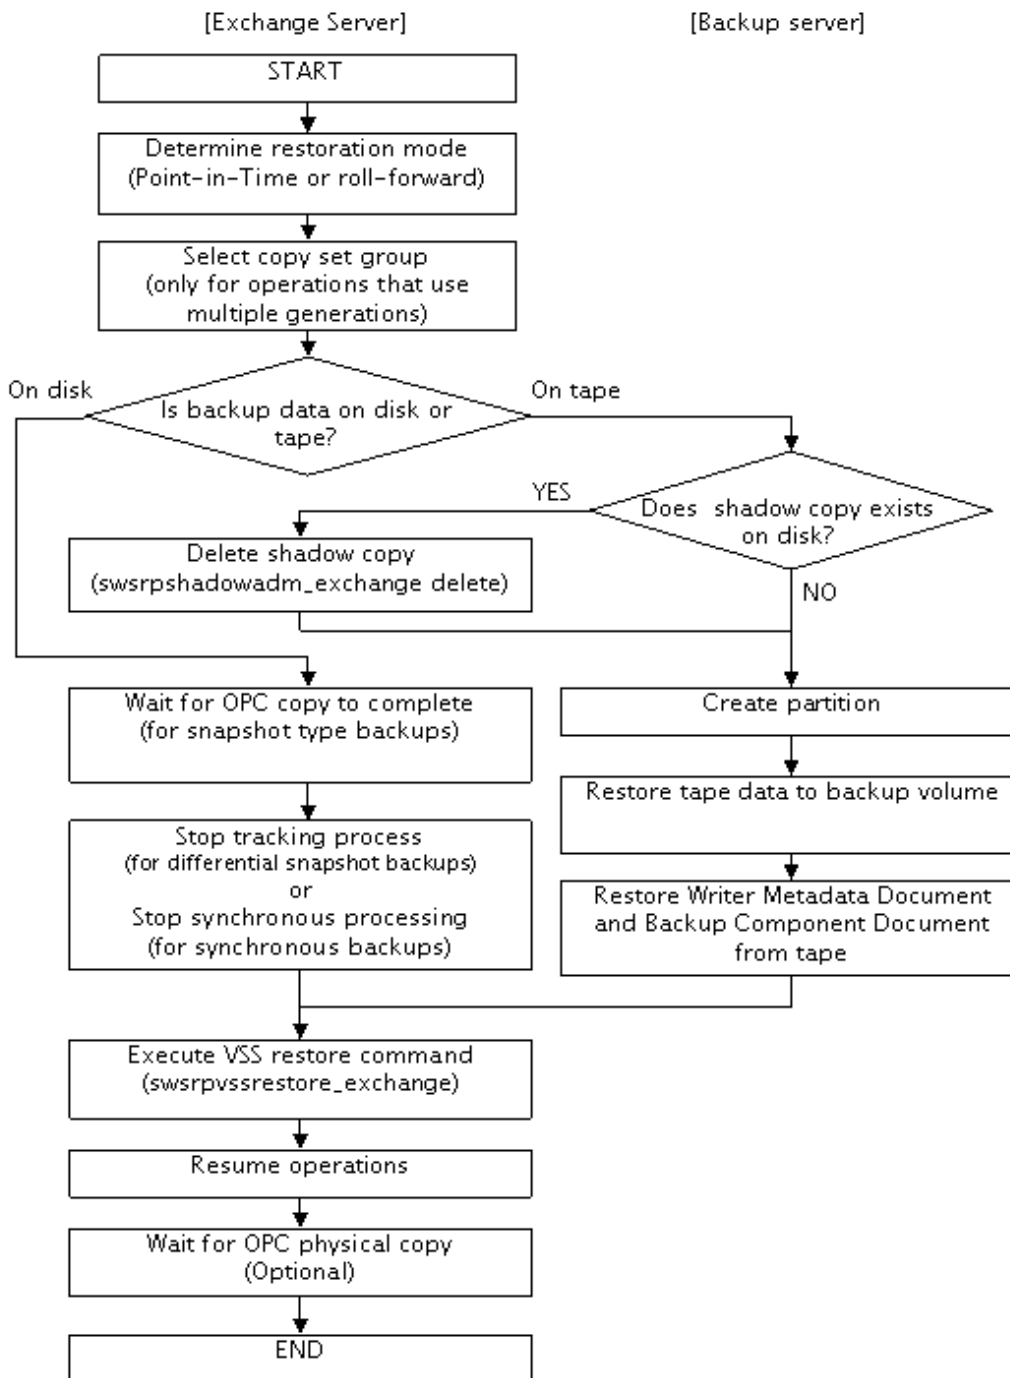 [Exchange Server]
[Backup server]
START
Determine restoration mode
(Point-in-Time or roll-forward)
Select copy set group
(only for operations that use
multiple generations)
On disk
On tape
Is backup data on disk or
tape?
YES
Does shadow copy exists
on disk?
Delete shadow copy
(swsrpshadowadm_exchange delete)
NO
Wait for OPC copy to complete
(for snapshot type backups)
Create partition
Restore tape data to backup volume
Stop tracking process
(for differential snapshot backups)
or
Stop synchronous processing
(for synchronous backups)
Restore Writer Metadata Document
and Backup Component Document
from tape
Execute VSS restore command
(swsrpvssrestore_exchange)
Resume operations
Wait for OPC physical copy
(Optional)
END